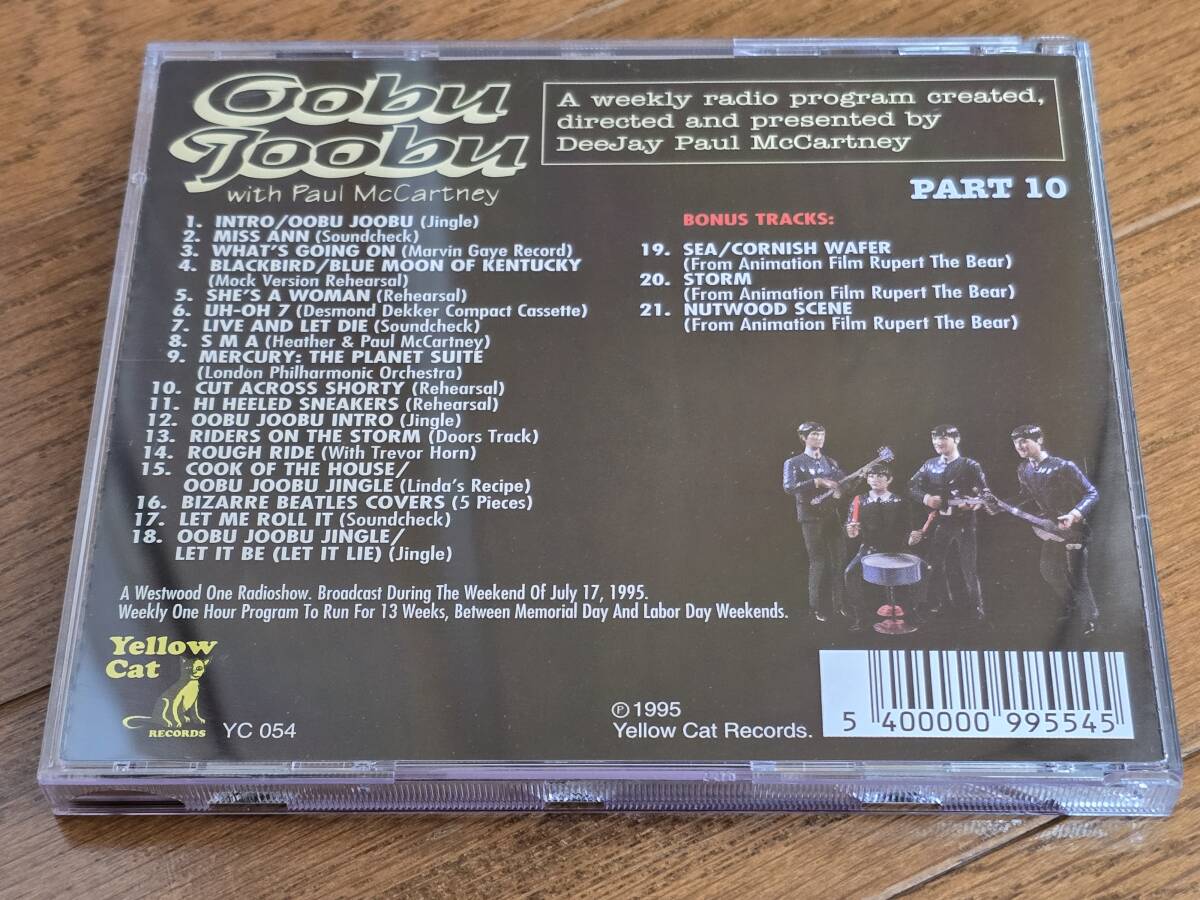 Oobu
Joobu
with Paul McCartney
A weekly radio program created,
directed and presented by
DeeJay Paul McCartney
PART 10
1. INTRO/OOBU JOOBU (Jingle)
2. MISS ANN (Soundcheck)
3. WHAT'S GOING ON (Marvin Gaye Record)
4. BLACKBIRD/BLUE MOON OF KENTUCKY
(Mock Version Rehearsal)
5. SHE'S A WOMAN (Rehearsal)
6. UH-OH 7 (Desmond Dekker Compact Cassette)
7. LIVE AND LET DIE (Soundcheck)
8. S M A (Heather & Paul McCartney)
9. MERCURY: THE PLANET SUITE
(London Philharmonic Orchestra)
10. CUT ACROSS SHORTY (Rehearsal)
11. HI HEELED SNEAKERS (Rehearsal)
12. OOBU JOOBU INTRO (Jingle)
13. RIDERS ON THE STORM (Doors Track)
14. ROUGH RIDE (With Trevor Horn)
15. COOK OF THE HOUSE/
OOBU JOOBU JINGLE (Linda's Recipe)
16. BIZARRE BEATLES COVERS (5 Pieces)
17. LET ME ROLL IT (Soundcheck)
18. OOBU JOOBU JINGLE/
LET IT BE (LET IT LIE) (Jingle)
BONUS TRACKS:
19. SEA/CORNISH WAFER
(From Animation Film Rupert The Bear)
20. STORM
(From Animation Film Rupert The Bear)
21. NUTWOOD SCENE
(From Animation Film Rupert The Bear)
A Westwood One Radioshow. Broadcast During The Weekend Of July 17, 1995.
Weekly One Hour Program To Run For 13 Weeks, Between Memorial Day And Labor Day Weekends.
Yellow
Cat
RECORDS
YC 054
℗ 1995
Yellow Cat Records.
5 400000 995545